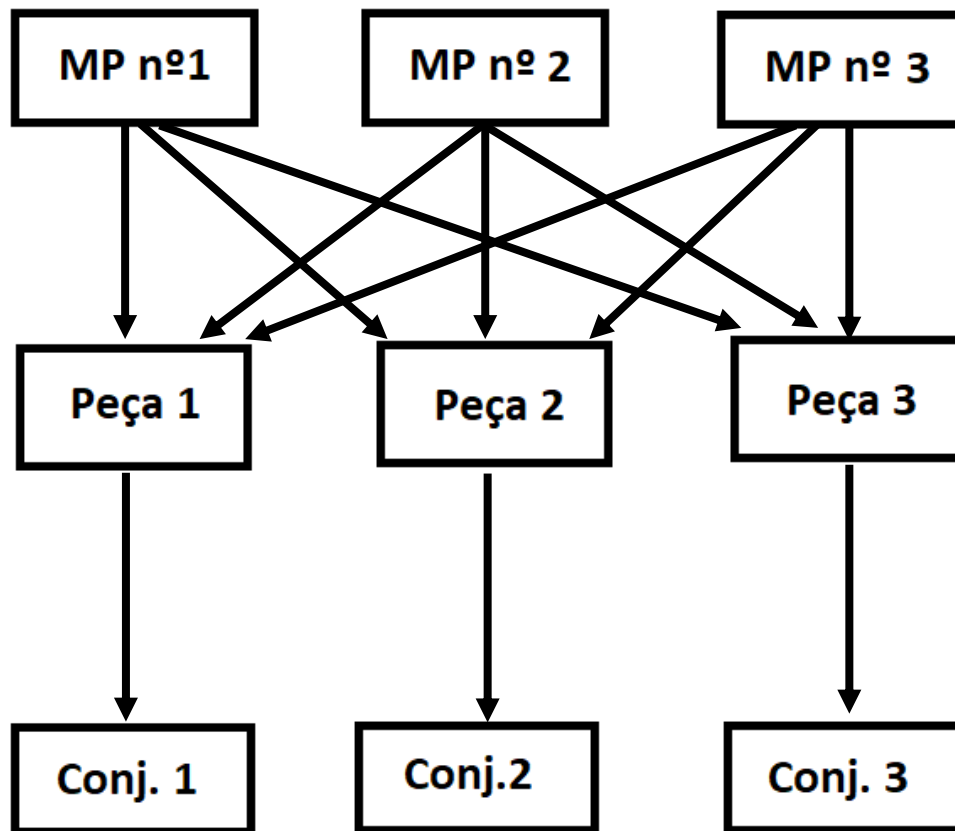 MP nº1
MP nº 2
MP nº 3
Peça 1
Peça 2
Peça 3
Conj. 1
Conj.2
Conj. 3